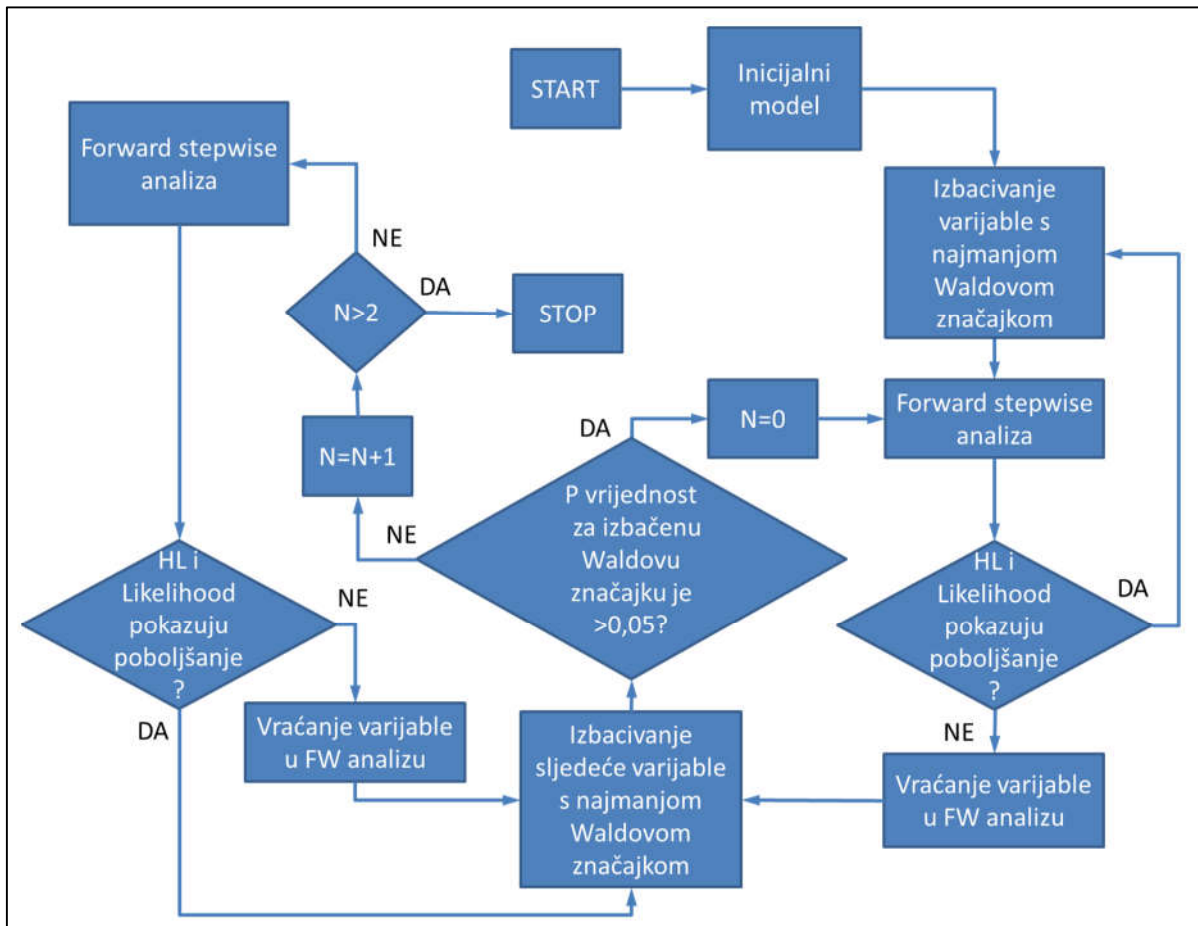 START
Inicijalni
model
Forward stepwise
analiza
Izbacivanje
varijable s
najmanjom
Waldovom
značajkom
NE
N>2
DA
STOP
N=N+1
DA
N=0
Forward stepwise
analiza
P vrijednost
za izbačenu
Waldovu
značajku je
>0,05?
NE
HL i
Likelihood
pokazuju
poboljšanje
?
NE
DA
HL i
Likelihood
pokazuju
poboljšanje
?
DA
NE
Vraćanje varijable
u FW analizu
Izbacivanje
sljedeće varijable
s najmanjom
Waldovom
značajkom
Vraćanje varijable
u FW analizu